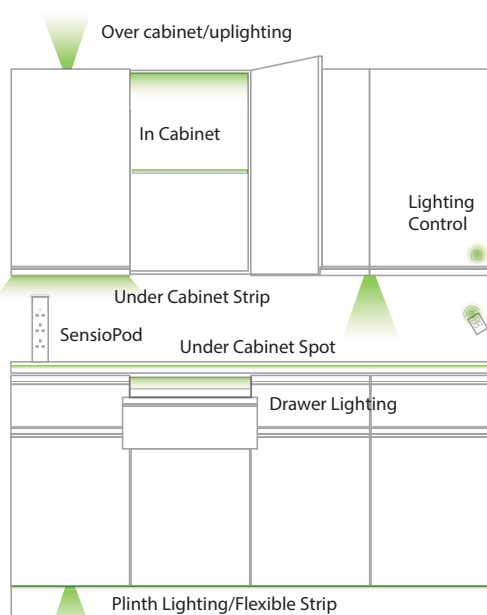 Over cabinet/uplighting
In Cabinet
Lighting
Control
Under Cabinet Strip
SensioPod
Under Cabinet Spot
Drawer Lighting
Plinth Lighting/Flexible Strip